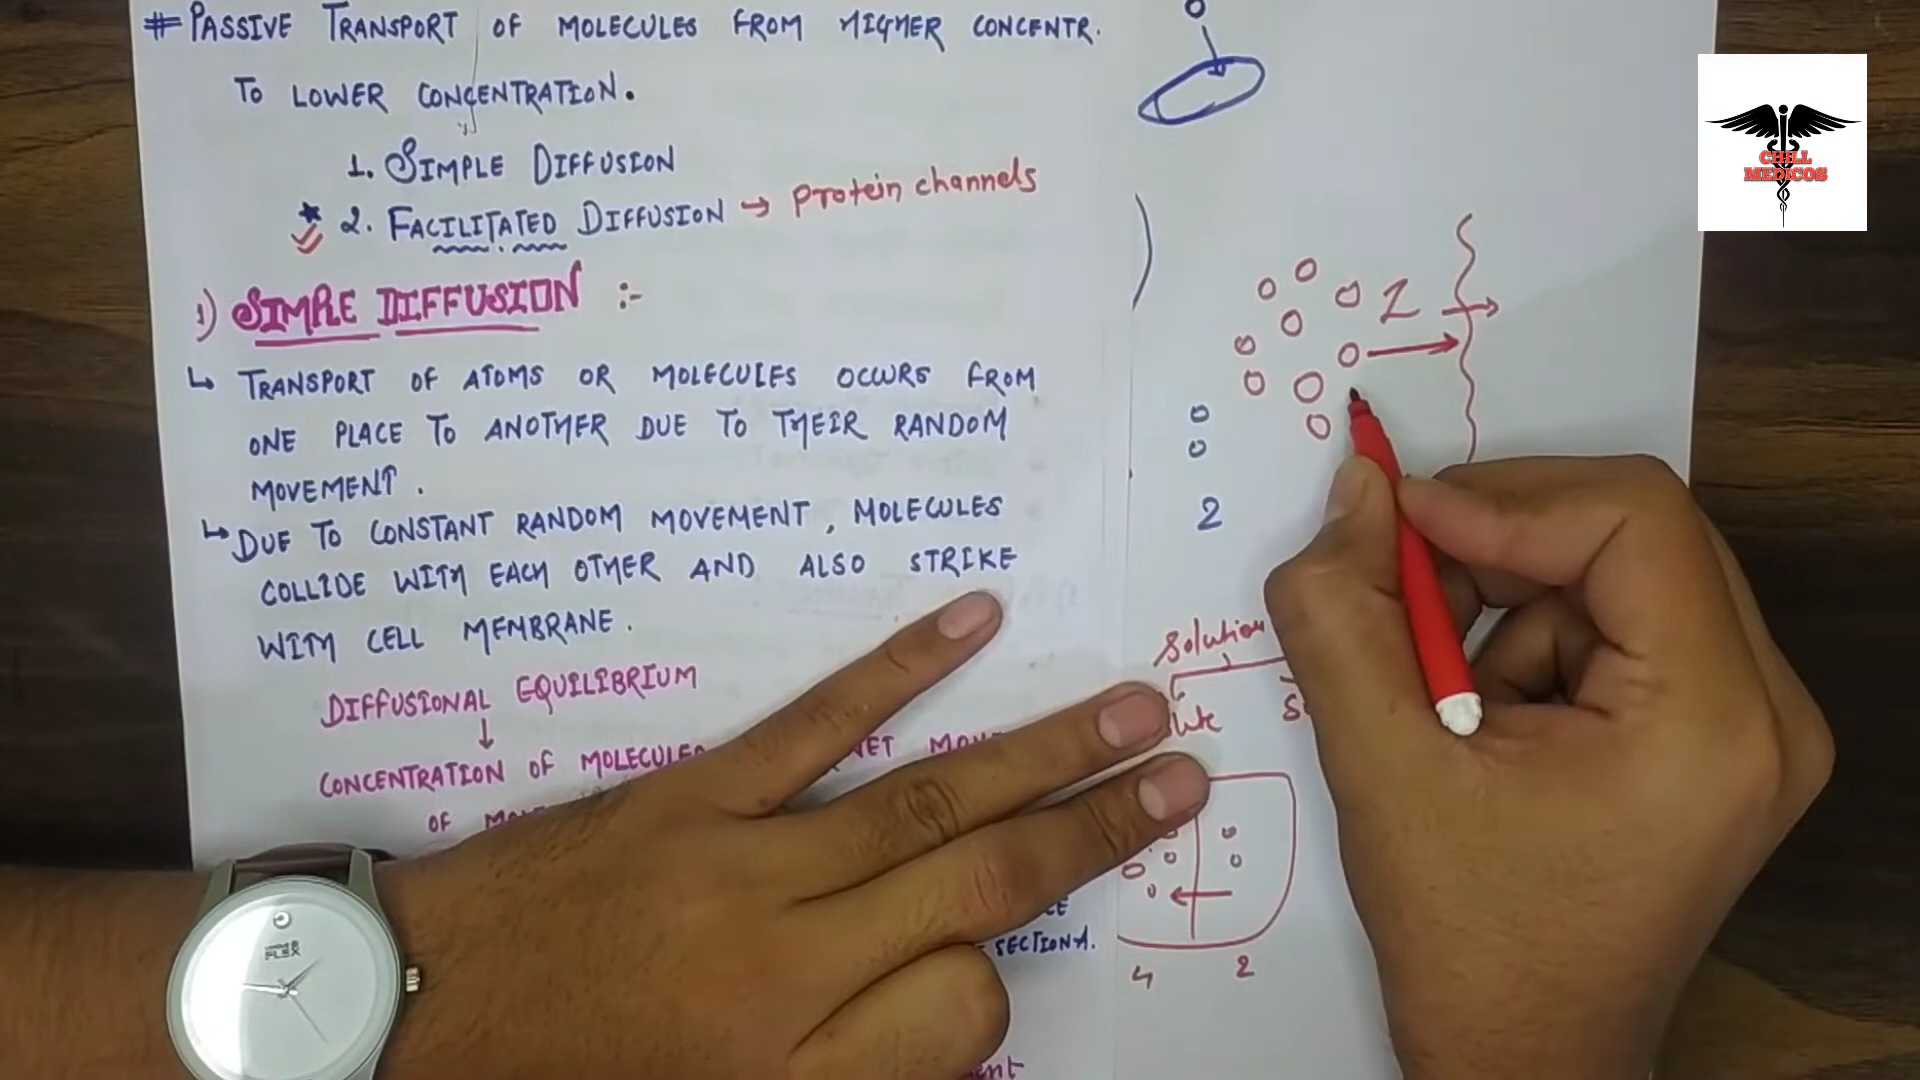 # PASSIVE TRANSPORT OF MOLECULES FROM HIGHER CONCENTR.
TO LOWER CONCENTRATION.
1. SIMPLE DIFFUSION
2. FACILITATED DIFFUSION → Protein channels
1) SIMPLE DIFFUSION :-
↳ TRANSPORT OF ATOMS OR MOLECULES OCCURS FROM
ONE PLACE TO ANOTHER DUE TO THEIR RANDOM
MOVEMENT.
↳ DUE TO CONSTANT RANDOM MOVEMENT, MOLECULES
COLLIDE WITH EACH OTHER AND ALSO STRIKE
WITH CELL MEMBRANE.
DIFFUSIONAL EQUILIBRIUM
↓
CONCENTRATION OF MOLECULES NET
OF
SECTION A.
2
Solution
4 2
CHILL
MEDICOS
FLEX